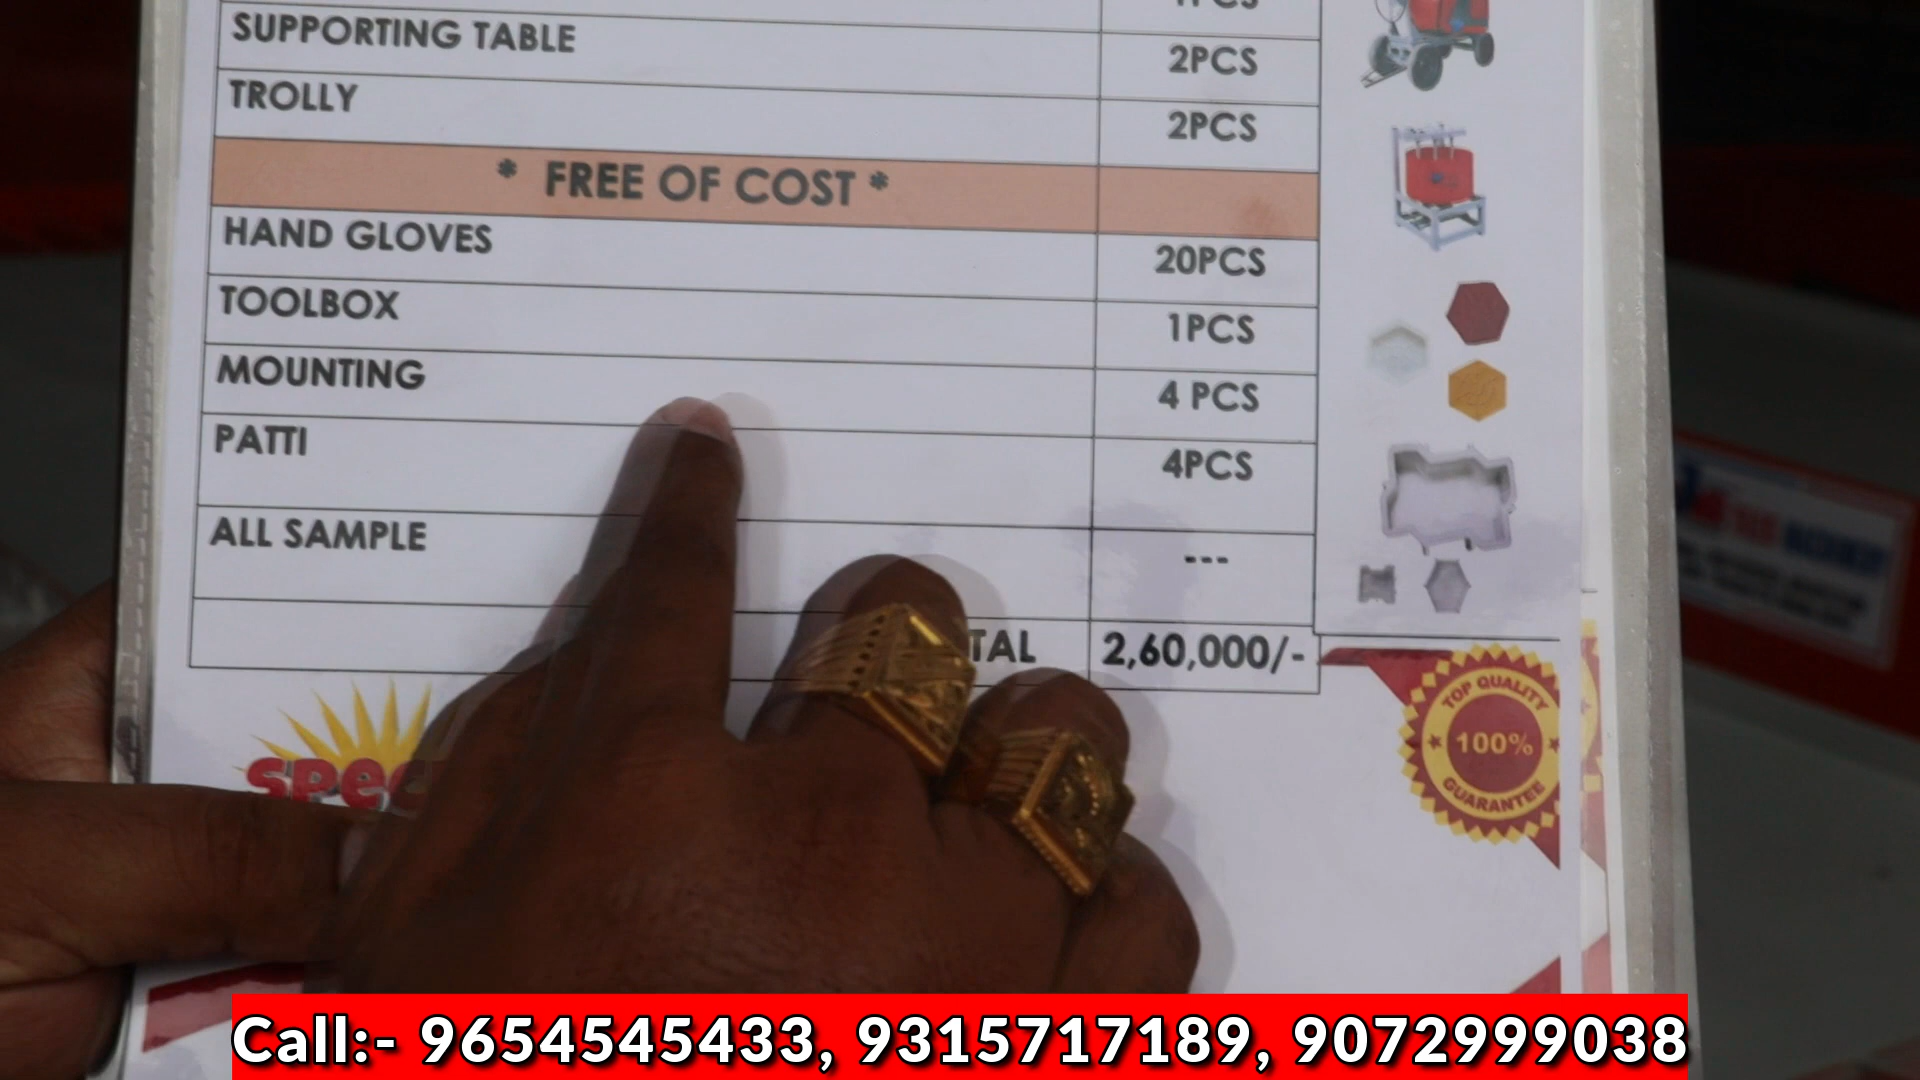 SUPPORTING TABLE 2PCS
TROLLY 2PCS
* FREE OF COST *
HAND GLOVES 20PCS
TOOLBOX 1PCS
MOUNTING 4 PCS
PATTI 4PCS
ALL SAMPLE ---
TAL 2,60,000/-
SPEC
TOP QUALITY
100%
GUARANTEE
Call:- 9654545433, 9315717189, 9072999038